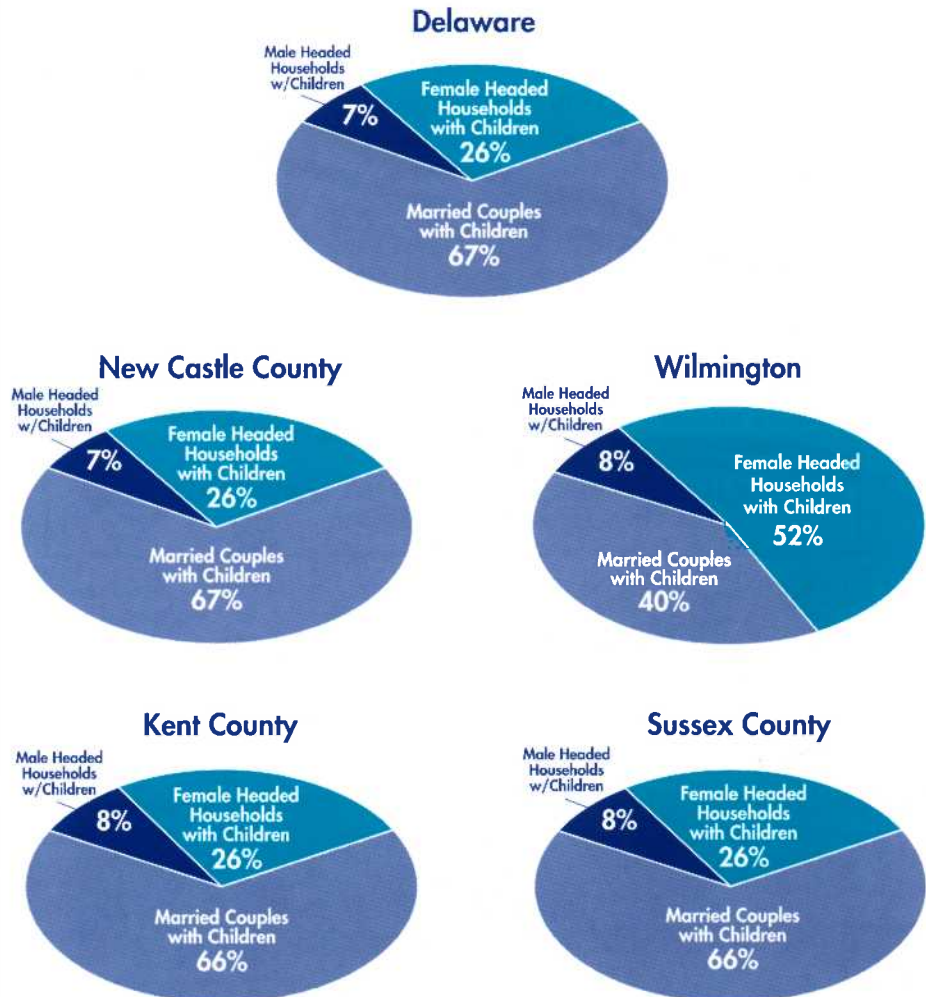 Delaware
Male Headed
Households
w/Children
7%
Female Headed
Households
with Children
26%
Married Couples
with Children
67%
New Castle County
Male Headed
Households
w/Children
7%
Female Headed
Households
with Children
26%
Married Couples
with Children
67%
Wilmington
Male Headed
Households
w/Children
8%
Female Headed
Households
with Children
52%
Married Couples
with Children
40%
Kent County
Male Headed
Households
w/Children
8%
Female Headed
Households
with Children
26%
Married Couples
with Children
66%
Sussex County
Male Headed
Households
w/Children
8%
Female Headed
Households
with Children
26%
Married Couples
with Children
66%